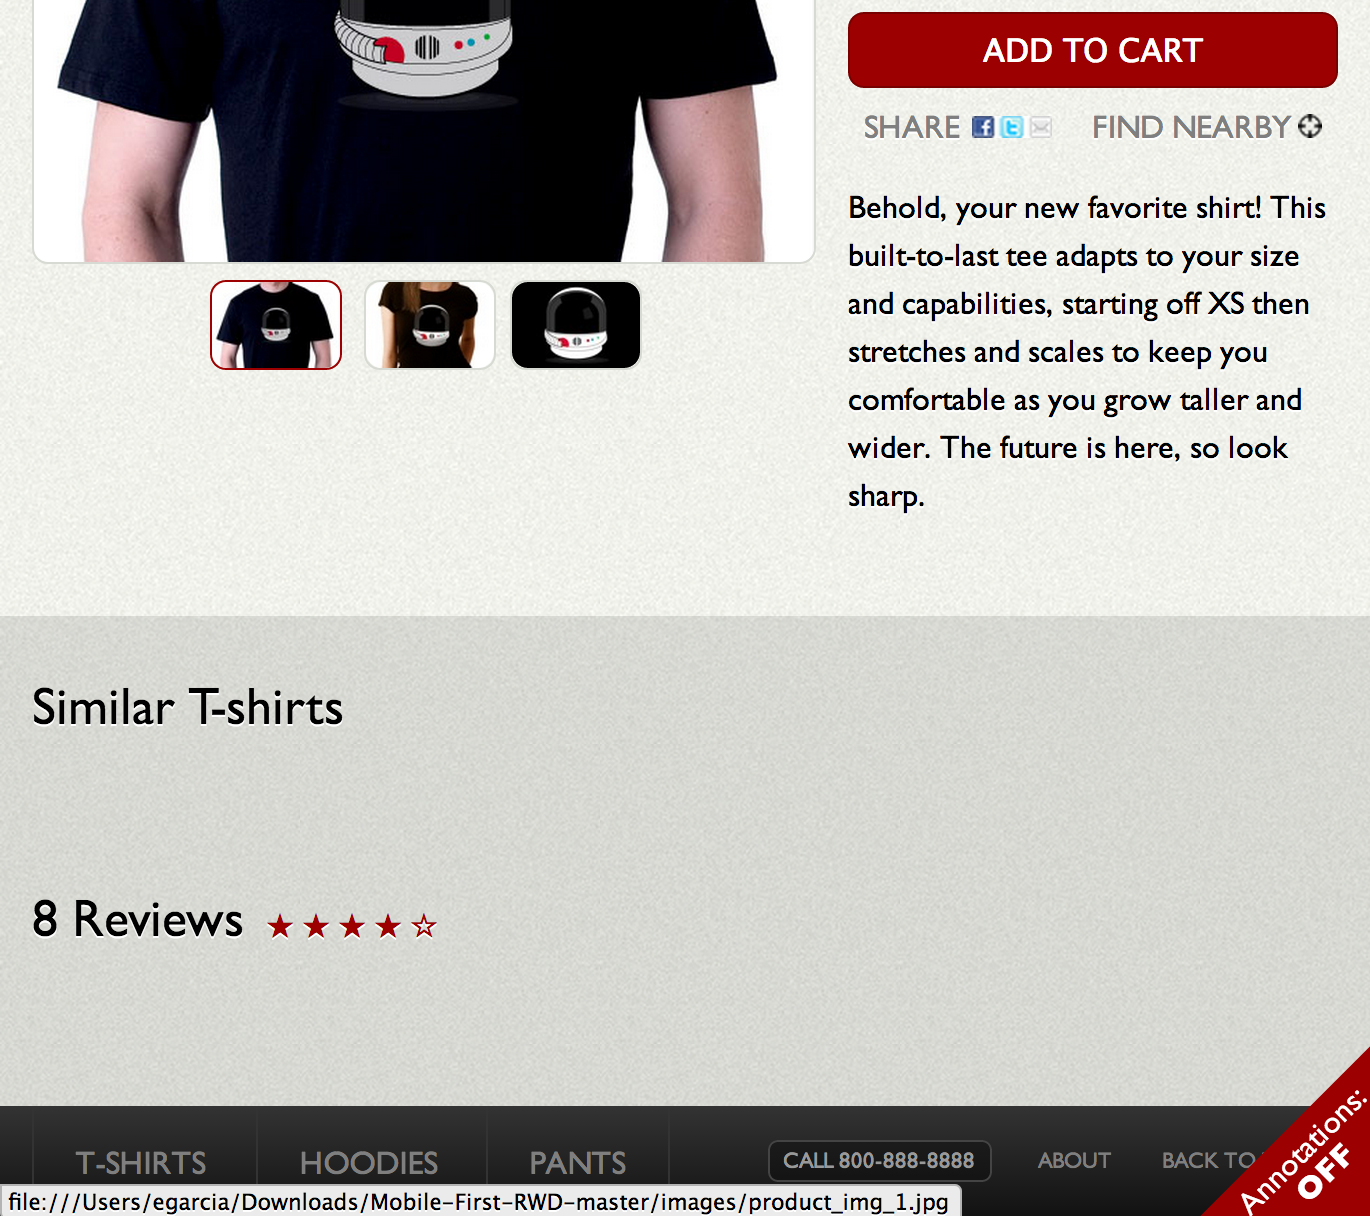 ADD TO CART
SHARE
FIND NEARBY
Behold, your new favorite shirt! This
built-to-last tee adapts to your size
and capabilities, starting off XS then
stretches and scales to keep you
comfortable as you grow taller and
wider. The future is here, so look
sharp.
Similar T-shirts
8 Reviews ★ ★ ★ ★ ☆
T-SHIRTS
HOODIES
PANTS
CALL 800-888-8888
ABOUT
BACK TO
Annotations:
OFF
file:///Users/egarcia/Downloads/Mobile-First-RWD-master/images/product_img_1.jpg